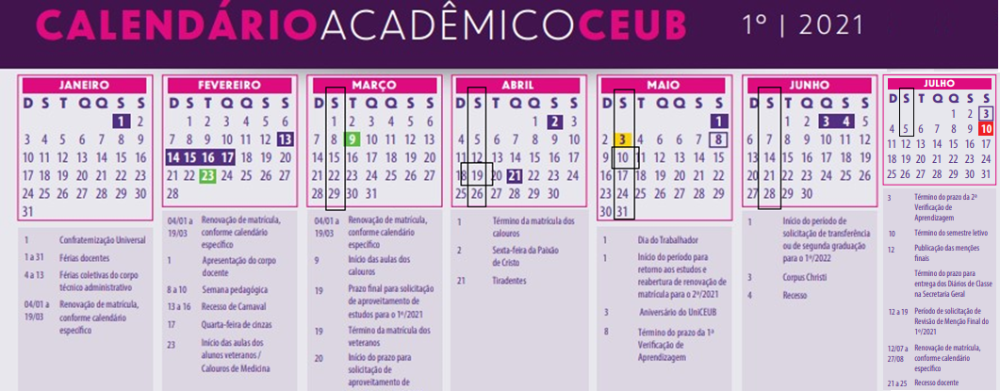 CALENDÁRIO ACADÊMICO CEUB 1º | 2021
JANEIRO
D S T Q Q S S
1 2
3 4 5 6 7 8 9
10 11 12 13 14 15 16
17 18 19 20 21 22 23
24 25 26 27 28 29 30
31
1 Confratemização Universal
1 a 31 Férias docentes
4 a 13 Férias coletivas do corpo
técnico administrativo
04/01 a Renovação de matrícula,
19/03 conforme calendário
específico
FEVEREIRO
D S T Q Q S S
1 2 3 4 5 6
7 8 9 10 11 12 13
14 15 16 17 18 19 20
21 22 23 24 25 26 27
28
04/01 a Renovação de matrícula,
19/03 conforme calendário
específico
1 Apresentação do corpo
docente
8 a 10 Semana pedagógica
13 a 16 Recesso de Carnaval
17 Quarta-feira de cinzas
23 Início das aulas dos
alunos veteranos /
Calouros de Medicina
MARÇO
D S T Q Q S S
1 2 3 4 5 6
7 8 9 10 11 12 13
14 15 16 17 18 19 20
21 22 23 24 25 26 27
28 29 30 31
04/01 a Renovação de matrícula,
19/03 conforme calendário
específico
9 Início das aulas dos
calouros
19 Prazo final para solicitação
de aproveitamento de
estudos para o 1º/2021
19 Término da matrícula dos
veteranos
20 Início do prazo para
solicitação de
aproveitamento de
ABRIL
D S T Q Q S S
1 2 3
4 5 6 7 8 9 10
11 12 13 14 15 16 17
18 19 20 21 22 23 24
25 26 27 28 29 30
1 Término da matrícula dos
calouros
2 Sexta-feira da Paixão
de Cristo
21 Tiradentes
MAIO
D S T Q Q S S
1
2 3 4 5 6 7 8
9 10 11 12 13 14 15
16 17 18 19 20 21 22
23 24 25 26 27 28 29
30 31
1 Dia do Trabalhador
1 Início do período para
retorno aos estudos e
reabertura de renovação de
matrícula para o 2º/2021
3 Aniversário do UniCEUB
8 Término do prazo da 1ª
Verificação de
Aprendizagem
JUNHO
D S T Q Q S S
1 2 3 4 5
6 7 8 9 10 11 12
13 14 15 16 17 18 19
20 21 22 23 24 25 26
27 28 29 30
1 Início do período de
solicitação de transferência
ou de segunda graduação
para o 1º/2022
3 Corpus Christi
4 Recesso
JULHO
D S T Q Q S S
1 2 3
4 5 6 7 8 9 10
11 12 13 14 15 16 17
18 19 20 21 22 23 24
25 26 27 28 29 30 31
3 Término do prazo da 2ª
Verificação de
Aprendizagem
10 Término do semestre letivo
12 Publicação das menções
finais
Término do prazo para
entrega dos Diários de Classe
na Secretaria Geral
12 a 19 Período de solicitação de
Revisão de Menção Final do
1º/2021
12/07 a Renovação de matrícula,
27/08 conforme calendário
específico
21 a 25 Recesso docente